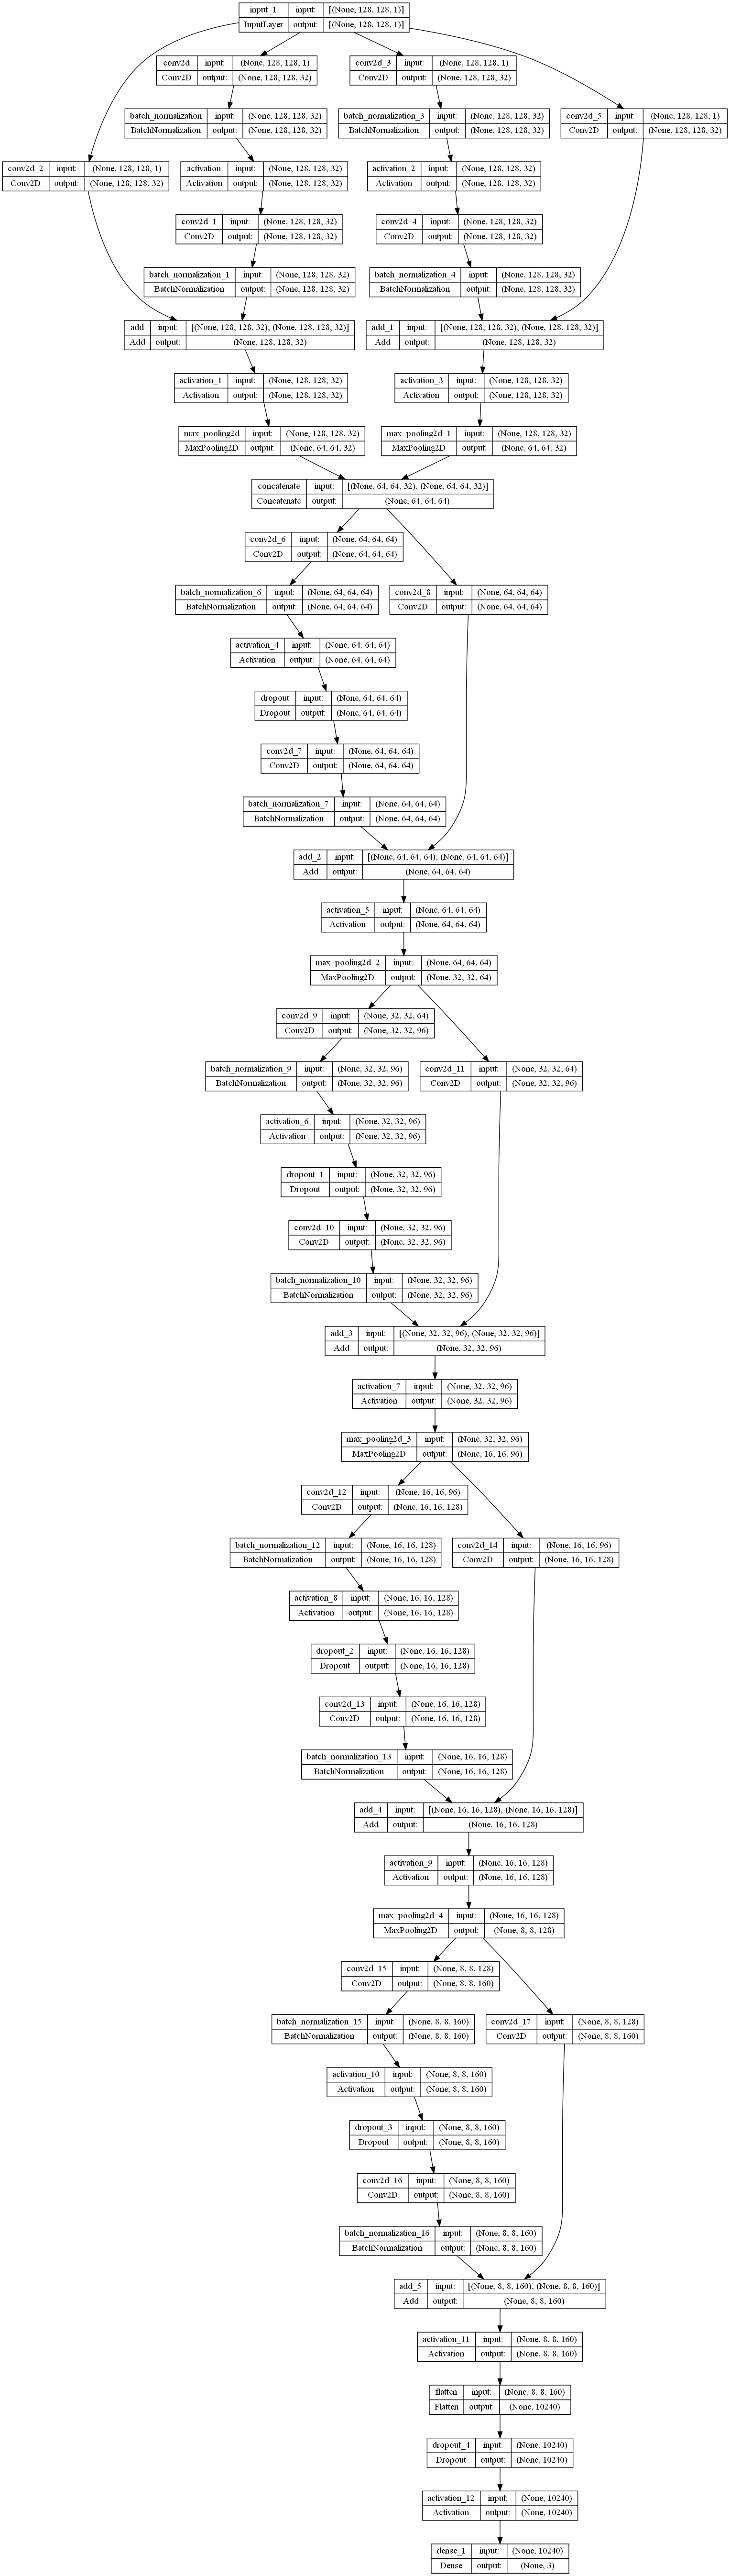 input_1 input: [(None, 128, 128, 1)]
InputLayer output: [(None, 128, 128, 1)]
conv2d input: (None, 128, 128, 1)
Conv2D output: (None, 128, 128, 32)
conv2d_3 input: (None, 128, 128, 1)
Conv2D output: (None, 128, 128, 32)
batch_normalization input: (None, 128, 128, 32)
BatchNormalization output: (None, 128, 128, 32)
batch_normalization_3 input: (None, 128, 128, 32)
BatchNormalization output: (None, 128, 128, 32)
conv2d_5 input: (None, 128, 128, 1)
Conv2D output: (None, 128, 128, 32)
conv2d_2 input: (None, 128, 128, 1)
Conv2D output: (None, 128, 128, 32)
activation input: (None, 128, 128, 32)
Activation output: (None, 128, 128, 32)
activation_2 input: (None, 128, 128, 32)
Activation output: (None, 128, 128, 32)
conv2d_1 input: (None, 128, 128, 32)
Conv2D output: (None, 128, 128, 32)
conv2d_4 input: (None, 128, 128, 32)
Conv2D output: (None, 128, 128, 32)
batch_normalization_1 input: (None, 128, 128, 32)
BatchNormalization output: (None, 128, 128, 32)
batch_normalization_4 input: (None, 128, 128, 32)
BatchNormalization output: (None, 128, 128, 32)
add input: [(None, 128, 128, 32), (None, 128, 128, 32)]
Add output: (None, 128, 128, 32)
add_1 input: [(None, 128, 128, 32), (None, 128, 128, 32)]
Add output: (None, 128, 128, 32)
activation_1 input: (None, 128, 128, 32)
Activation output: (None, 128, 128, 32)
activation_3 input: (None, 128, 128, 32)
Activation output: (None, 128, 128, 32)
max_pooling2d input: (None, 128, 128, 32)
MaxPooling2D output: (None, 64, 64, 32)
max_pooling2d_1 input: (None, 128, 128, 32)
MaxPooling2D output: (None, 64, 64, 32)
concatenate input: [(None, 64, 64, 32), (None, 64, 64, 32)]
Concatenate output: (None, 64, 64, 64)
conv2d_6 input: (None, 64, 64, 64)
Conv2D output: (None, 64, 64, 64)
batch_normalization_6 input: (None, 64, 64, 64)
BatchNormalization output: (None, 64, 64, 64)
conv2d_8 input: (None, 64, 64, 64)
Conv2D output: (None, 64, 64, 64)
activation_4 input: (None, 64, 64, 64)
Activation output: (None, 64, 64, 64)
dropout input: (None, 64, 64, 64)
Dropout output: (None, 64, 64, 64)
conv2d_7 input: (None, 64, 64, 64)
Conv2D output: (None, 64, 64, 64)
batch_normalization_7 input: (None, 64, 64, 64)
BatchNormalization output: (None, 64, 64, 64)
add_2 input: [(None, 64, 64, 64), (None, 64, 64, 64)]
Add output: (None, 64, 64, 64)
activation_5 input: (None, 64, 64, 64)
Activation output: (None, 64, 64, 64)
max_pooling2d_2 input: (None, 64, 64, 64)
MaxPooling2D output: (None, 32, 32, 64)
conv2d_9 input: (None, 32, 32, 64)
Conv2D output: (None, 32, 32, 96)
batch_normalization_9 input: (None, 32, 32, 96)
BatchNormalization output: (None, 32, 32, 96)
conv2d_11 input: (None, 32, 32, 64)
Conv2D output: (None, 32, 32, 96)
activation_6 input: (None, 32, 32, 96)
Activation output: (None, 32, 32, 96)
dropout_1 input: (None, 32, 32, 96)
Dropout output: (None, 32, 32, 96)
conv2d_10 input: (None, 32, 32, 96)
Conv2D output: (None, 32, 32, 96)
batch_normalization_10 input: (None, 32, 32, 96)
BatchNormalization output: (None, 32, 32, 96)
add_3 input: [(None, 32, 32, 96), (None, 32, 32, 96)]
Add output: (None, 32, 32, 96)
activation_7 input: (None, 32, 32, 96)
Activation output: (None, 32, 32, 96)
max_pooling2d_3 input: (None, 32, 32, 96)
MaxPooling2D output: (None, 16, 16, 96)
conv2d_12 input: (None, 16, 16, 96)
Conv2D output: (None, 16, 16, 128)
batch_normalization_12 input: (None, 16, 16, 128)
BatchNormalization output: (None, 16, 16, 128)
conv2d_14 input: (None, 16, 16, 96)
Conv2D output: (None, 16, 16, 128)
activation_8 input: (None, 16, 16, 128)
Activation output: (None, 16, 16, 128)
dropout_2 input: (None, 16, 16, 128)
Dropout output: (None, 16, 16, 128)
conv2d_13 input: (None, 16, 16, 128)
Conv2D output: (None, 16, 16, 128)
batch_normalization_13 input: (None, 16, 16, 128)
BatchNormalization output: (None, 16, 16, 128)
add_4 input: [(None, 16, 16, 128), (None, 16, 16, 128)]
Add output: (None, 16, 16, 128)
activation_9 input: (None, 16, 16, 128)
Activation output: (None, 16, 16, 128)
max_pooling2d_4 input: (None, 16, 16, 128)
MaxPooling2D output: (None, 8, 8, 128)
conv2d_15 input: (None, 8, 8, 128)
Conv2D output: (None, 8, 8, 160)
batch_normalization_15 input: (None, 8, 8, 160)
BatchNormalization output: (None, 8, 8, 160)
conv2d_17 input: (None, 8, 8, 128)
Conv2D output: (None, 8, 8, 160)
activation_10 input: (None, 8, 8, 160)
Activation output: (None, 8, 8, 160)
dropout_3 input: (None, 8, 8, 160)
Dropout output: (None, 8, 8, 160)
conv2d_16 input: (None, 8, 8, 160)
Conv2D output: (None, 8, 8, 160)
batch_normalization_16 input: (None, 8, 8, 160)
BatchNormalization output: (None, 8, 8, 160)
add_5 input: [(None, 8, 8, 160), (None, 8, 8, 160)]
Add output: (None, 8, 8, 160)
activation_11 input: (None, 8, 8, 160)
Activation output: (None, 8, 8, 160)
flatten input: (None, 8, 8, 160)
Flatten output: (None, 10240)
dropout_4 input: (None, 10240)
Dropout output: (None, 10240)
activation_12 input: (None, 10240)
Activation output: (None, 10240)
dense_1 input: (None, 10240)
Dense output: (None, 3)